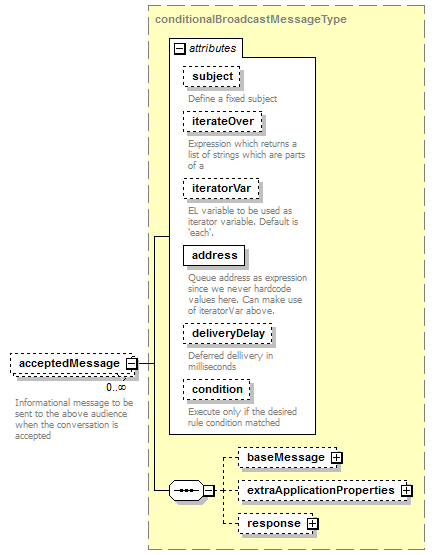 conditionalBroadcastMessageType
attributes
subject
Define a fixed subject
iterateOver
Expression which returns a
list of strings which are parts
of a
iteratorVar
EL variable to be used as
iterator variable. Default is
'each'.
address
Queue address as expression
since we never hardcode
values here. Can make use
of iteratorVar above.
deliveryDelay
Deferred dellivery in
milliseconds
condition
Execute only if the desired
rule condition matched
acceptedMessage
0..∞
Informational message to be
sent to the above audience
when the conversation is
accepted
baseMessage
extraApplicationProperties
response